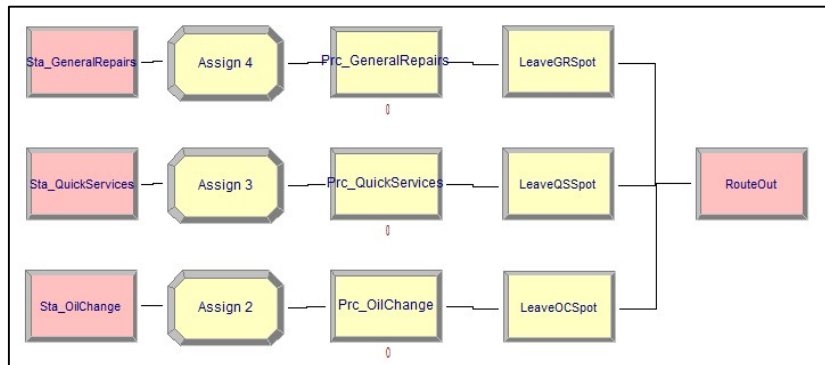 Sta_GeneralRepairs Assign 4 Prc_GeneralRepairs LeaveGRSpot
0
Sta_QuickServices Assign 3 Prc_QuickServices LeaveQSSpot RouteOut
0
Sta_OilChange Assign 2 Prc_OilChange LeaveOCSpot
0